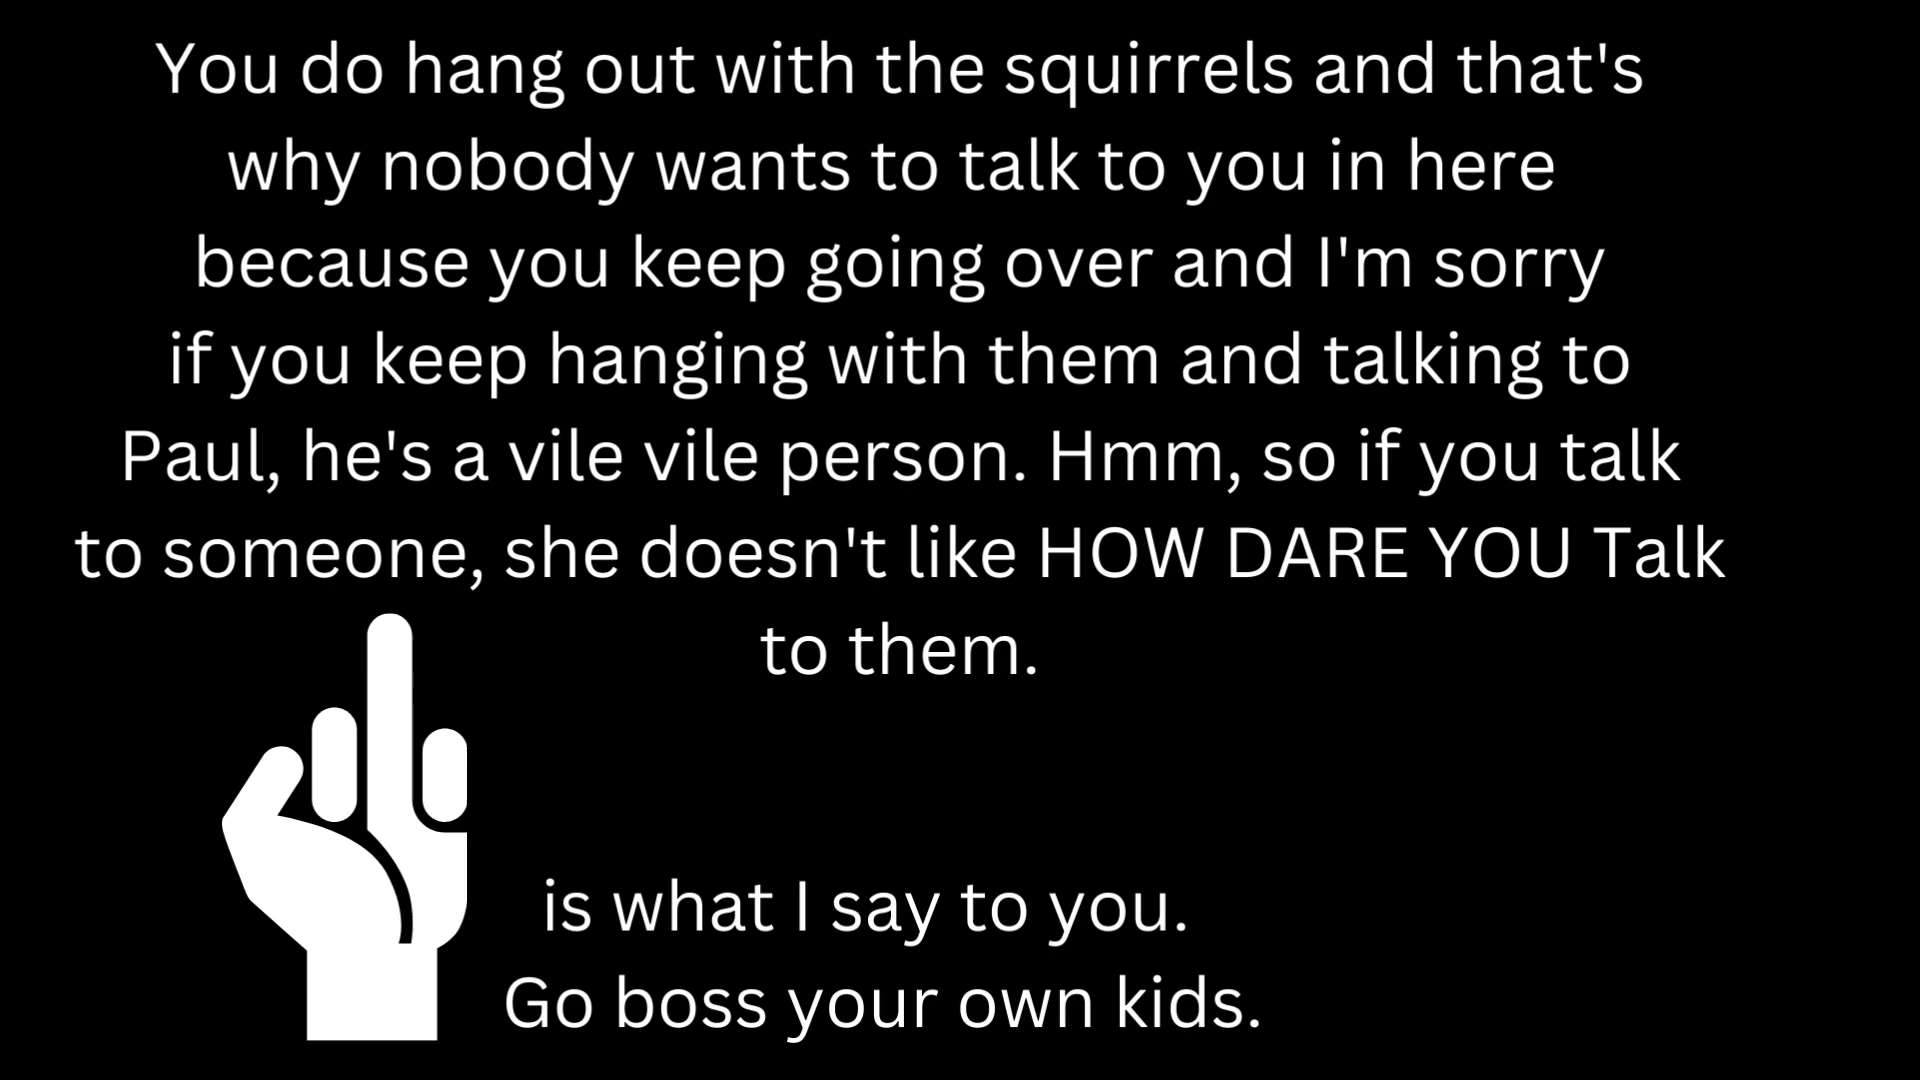 You do hang out with the squirrels and that's
why nobody wants to talk to you in here
because you keep going over and I'm sorry
if you keep hanging with them and talking to
Paul, he's a vile vile person. Hmm, so if you talk
to someone, she doesn't like HOW DARE YOU Talk
to them.
is what I say to you.
Go boss your own kids.